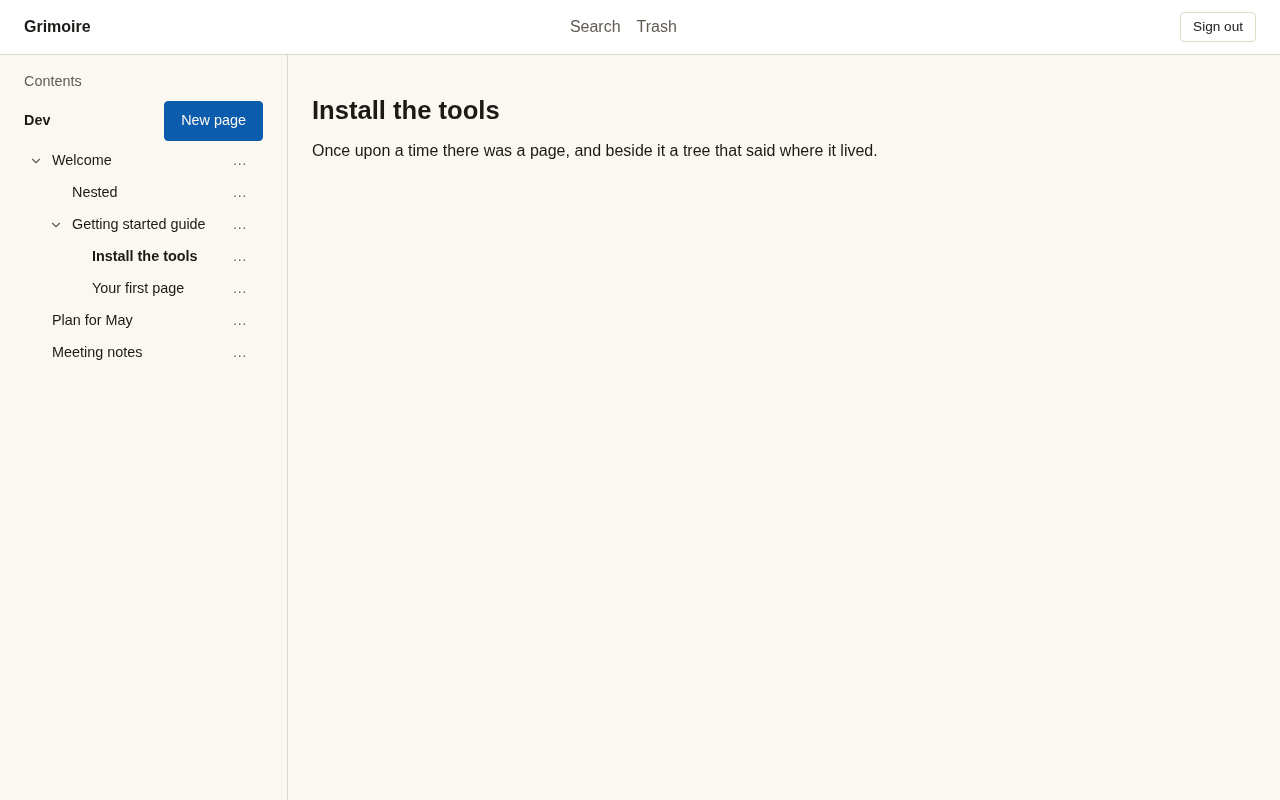 Grimoire
Search Trash
Sign out
Contents
Dev
New page
Welcome ...
Nested ...
Getting started guide ...
Install the tools ...
Your first page ...
Plan for May ...
Meeting notes ...
Install the tools
Once upon a time there was a page, and beside it a tree that said where it lived.